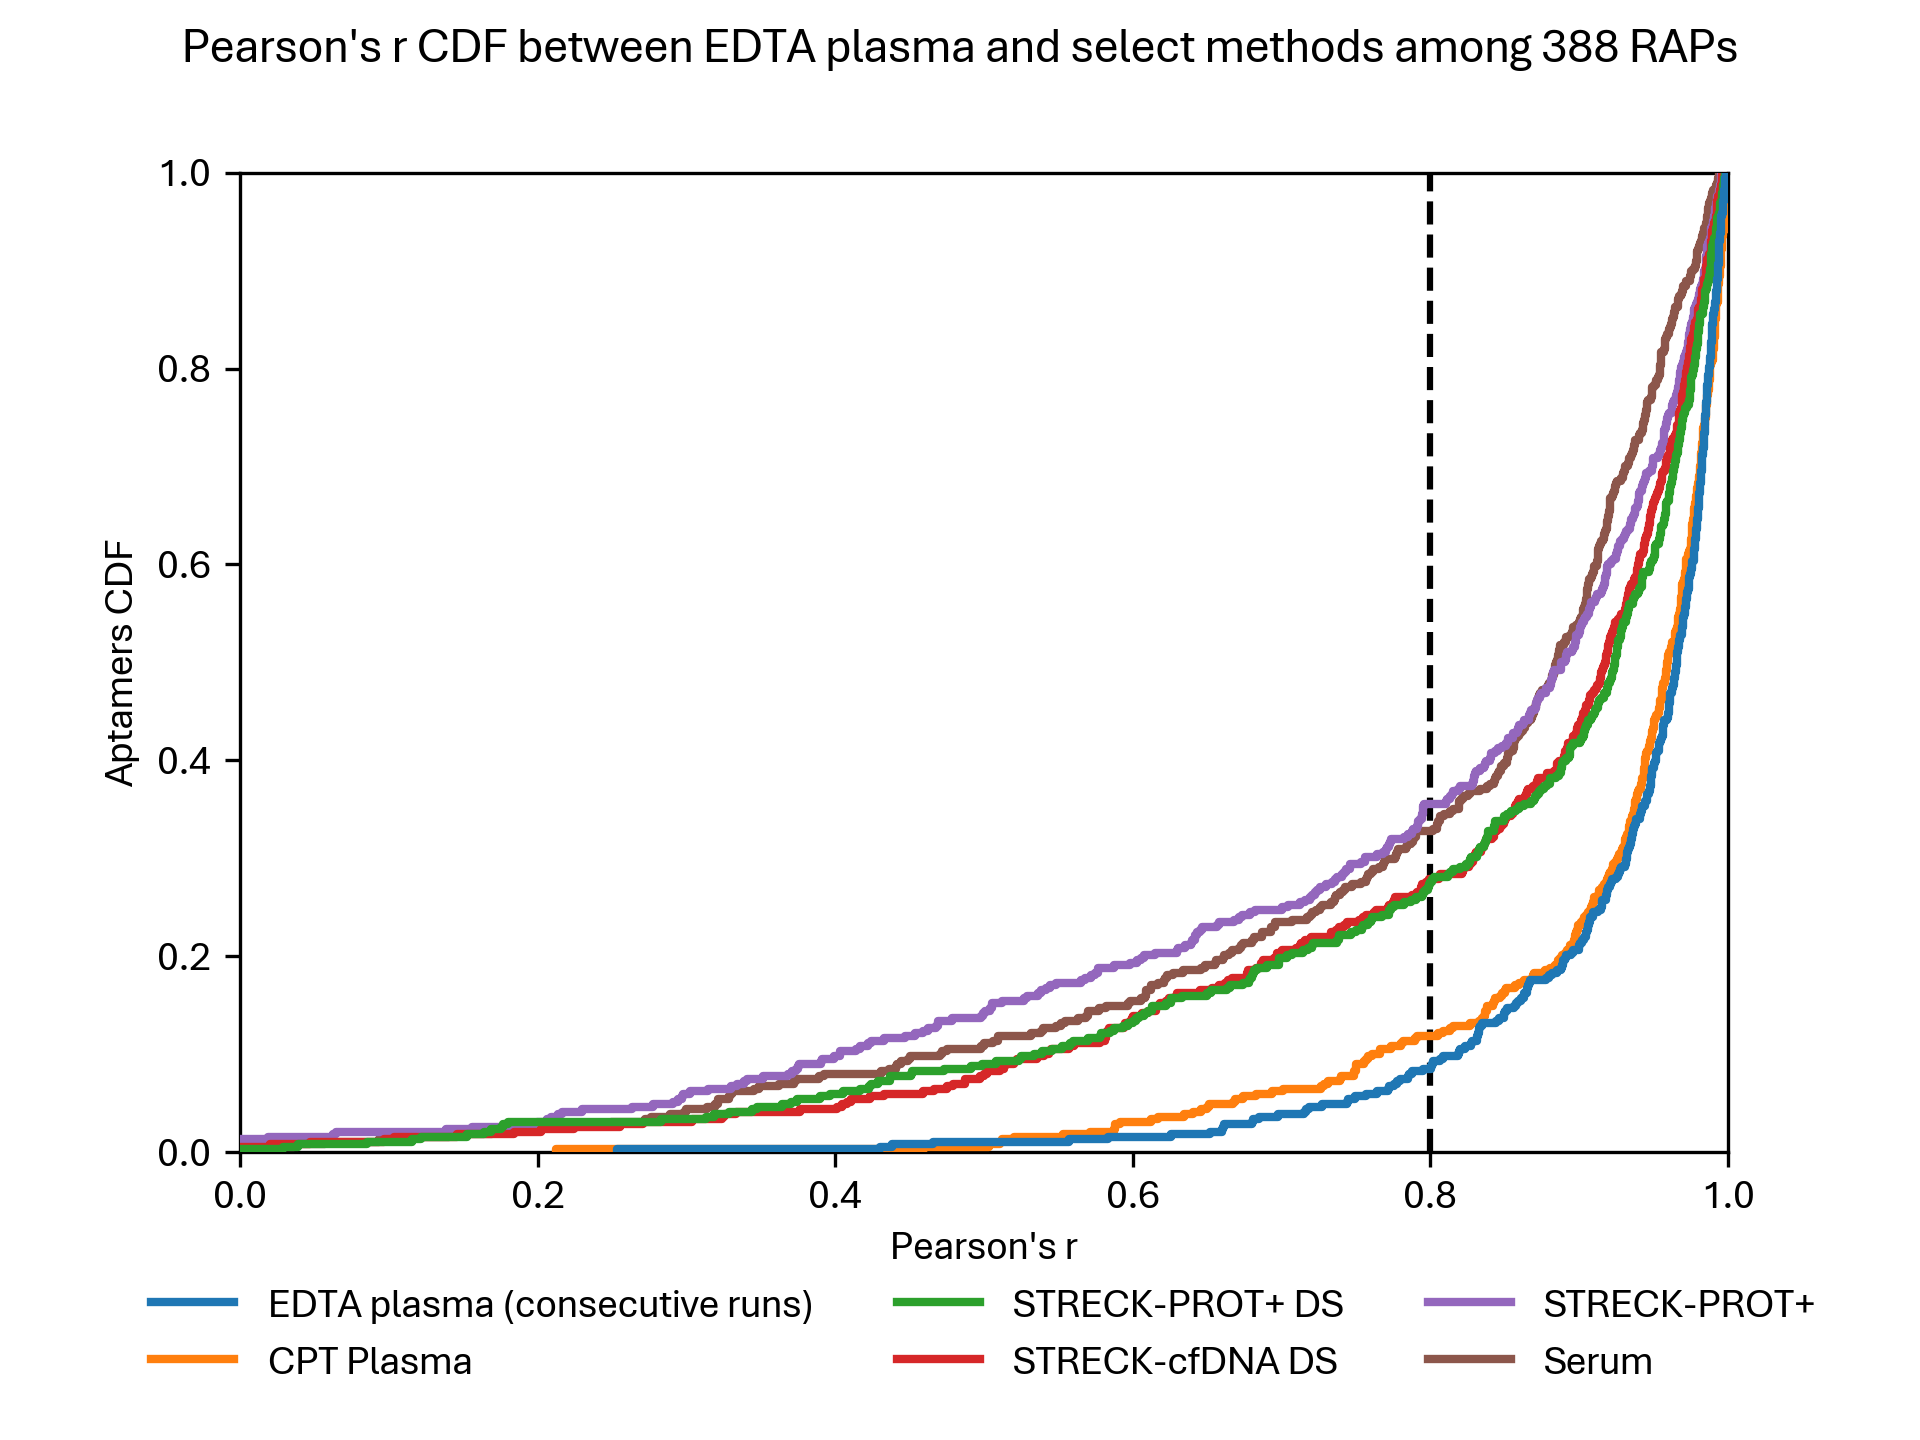 Pearson's r CDF between EDTA plasma and select methods among 388 RAPs
1.0
0.8
0.6
0.4
0.2
0.0
Aptamers CDF
0.0 0.2 0.4 0.6 0.8 1.0
Pearson's r
EDTA plasma (consecutive runs) STRECK-PROT+ DS STRECK-PROT+
CPT Plasma STRECK-cfDNA DS Serum